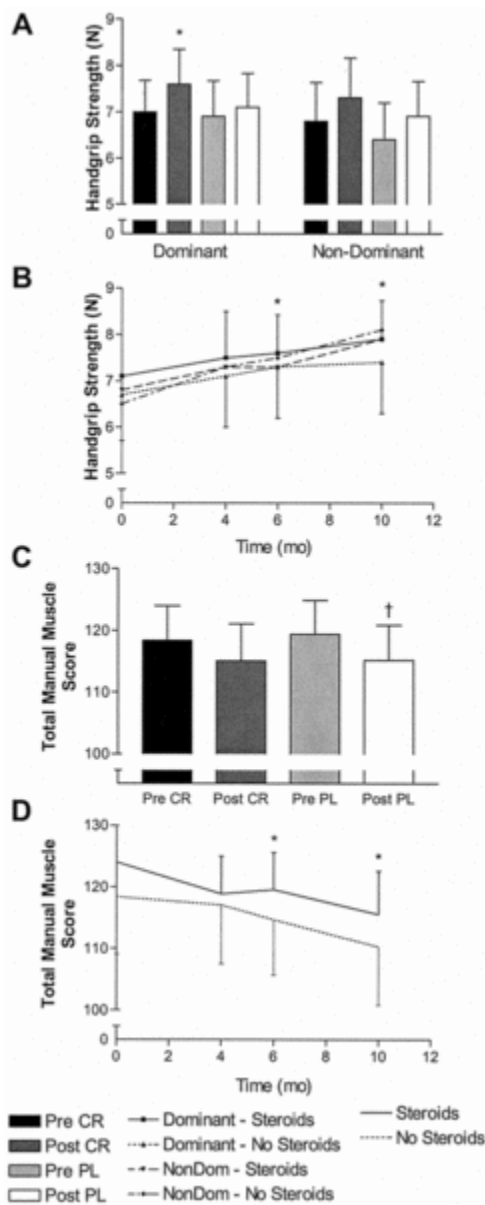 A
Handgrip Strength (N)
9
*
8
7
6
5
0
Dominant Non-Dominant
B
Handgrip Strength (N)
9
*
*
8
7
6
5
0
0 2 4 6 8 10 12
Time (mo)
C
Total Manual Muscle
Score
130
120
†
110
100
Pre CR Post CR Pre PL Post PL
D
Total Manual Muscle
Score
130
*
*
120
110
100
0
0 2 4 6 8 10 12
Time (mo)
Pre CR Dominant - Steroids Steroids
Post CR Dominant - No Steroids No Steroids
Pre PL NonDom - Steroids
Post PL NonDom - No Steroids